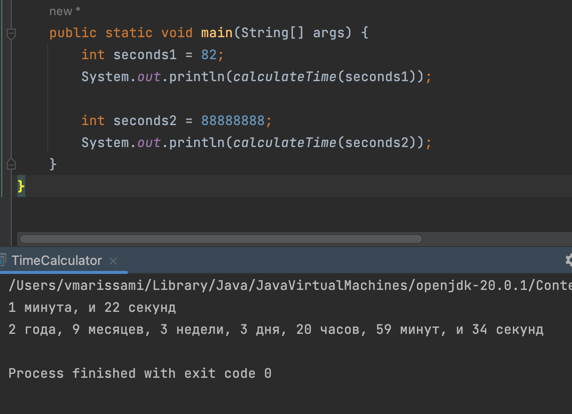 new *
public static void main(String[] args) {
int seconds1 = 82;
System.out.println(calculateTime(seconds1));
int seconds2 = 88888888;
System.out.println(calculateTime(seconds2));
}
}
TimeCalculator ×
/Users/vmarissami/Library/Java/JavaVirtualMachines/openjdk-20.0.1/Conte
1 минута, и 22 секунд
2 года, 9 месяцев, 3 недели, 3 дня, 20 часов, 59 минут, и 34 секунд
Process finished with exit code 0